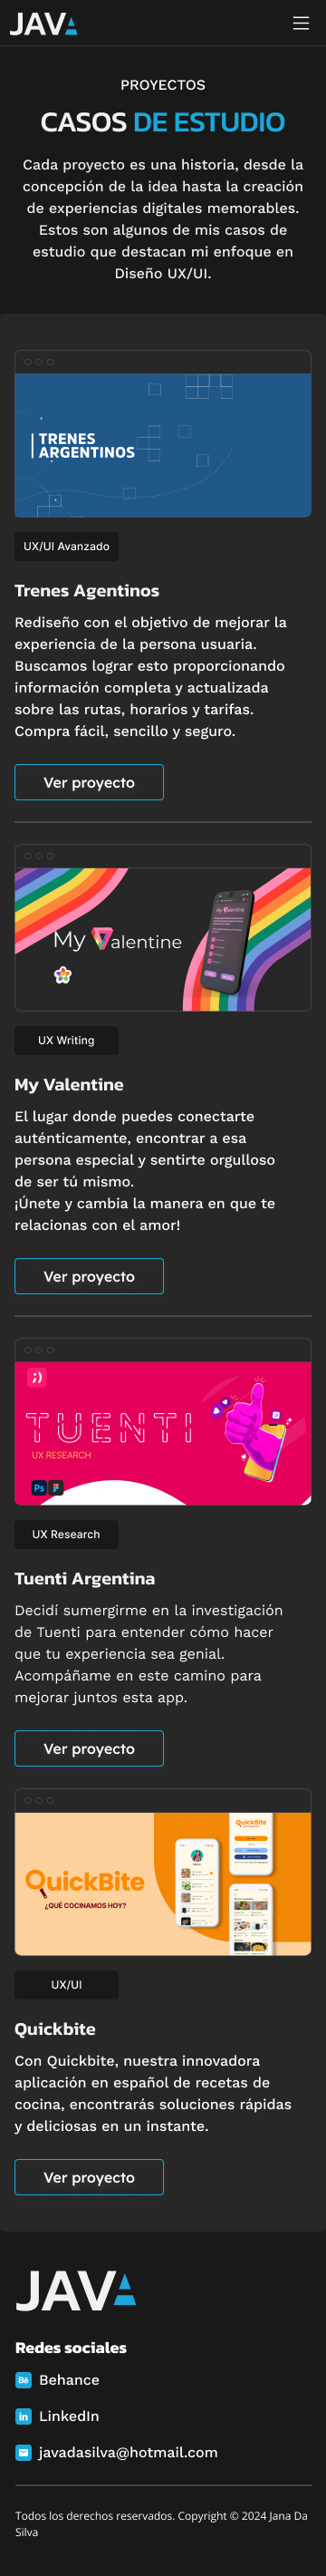 JAVA
PROYECTOS
CASOS DE ESTUDIO
Cada proyecto es una historia, desde la
concepción de la idea hasta la creación
de experiencias digitales memorables.
Estos son algunos de mis casos de
estudio que destacan mi enfoque en
Diseño UX/UI.
TRENES
ARGENTINOS
UX/UI Avanzado
Trenes Agentinos
Rediseño con el objetivo de mejorar la
experiencia de la persona usuaria.
Buscamos lograr esto proporcionando
información completa y actualizada
sobre las rutas, horarios y tarifas.
Compra fácil, sencillo y seguro.
Ver proyecto
My Valentine
UX Writing
My Valentine
El lugar donde puedes conectarte
auténticamente, encontrar a esa
persona especial y sentirte orgulloso
de ser tú mismo.
¡Únete y cambia la manera en que te
relacionas con el amor!
Ver proyecto
TUENTI
UX RESEARCH
Ps
UX Research
Tuenti Argentina
Decidí sumergirme en la investigación
de Tuenti para entender cómo hacer
que tu experiencia sea genial.
Acompáñame en este camino para
mejorar juntos esta app.
Ver proyecto
QuickBite
¿QUÉ COCINAMOS HOY?
QuickBite
UX/UI
Quickbite
Con Quickbite, nuestra innovadora
aplicación en español de recetas de
cocina, encontrarás soluciones rápidas
y deliciosas en un instante.
Ver proyecto
JAVA
Redes sociales
Bē Behance
in LinkedIn
javadasilva@hotmail.com
Todos los derechos reservados. Copyright © 2024 Jana Da
Silva